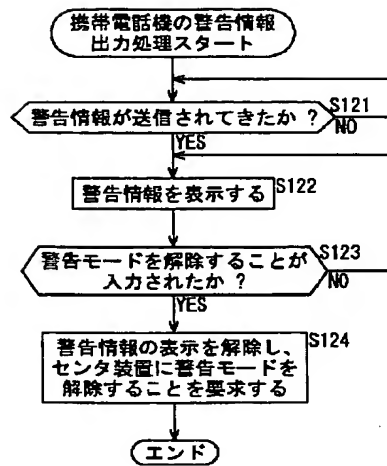 携帯電話機の警告情報
出力処理スタート
警告情報が送信されてきたか ?
S121
NO
YES
警告情報を表示する
S122
警告モードを解除することが
入力されたか ?
S123
NO
YES
警告情報の表示を解除し、
センタ装置に警告モードを
解除することを要求する
S124
エンド